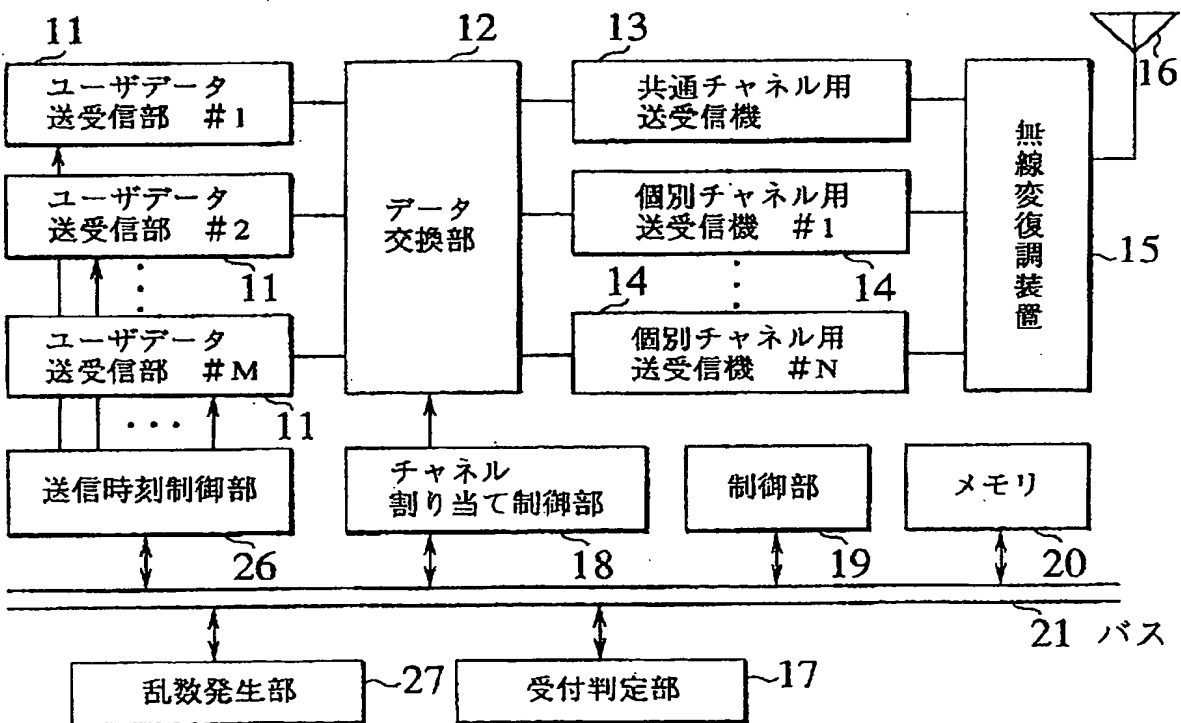 11
ユーザデータ
送受信部 #1
12
データ
交換部
13
共通チャネル用
送受信機
16
無線変復調装置
15
ユーザデータ
送受信部 #2
11
個別チャネル用
送受信機 #1
14
14
ユーザデータ
送受信部 #M
11
個別チャネル用
送受信機 #N
送信時刻制御部
26
チャネル
割り当て制御部
18
制御部
19
メモリ
20
21 バス
乱数発生部
27
受付判定部
17